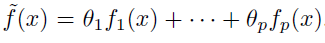 f̃(x) = θ₁f₁(x) + ⋯ + θₚfₚ(x)